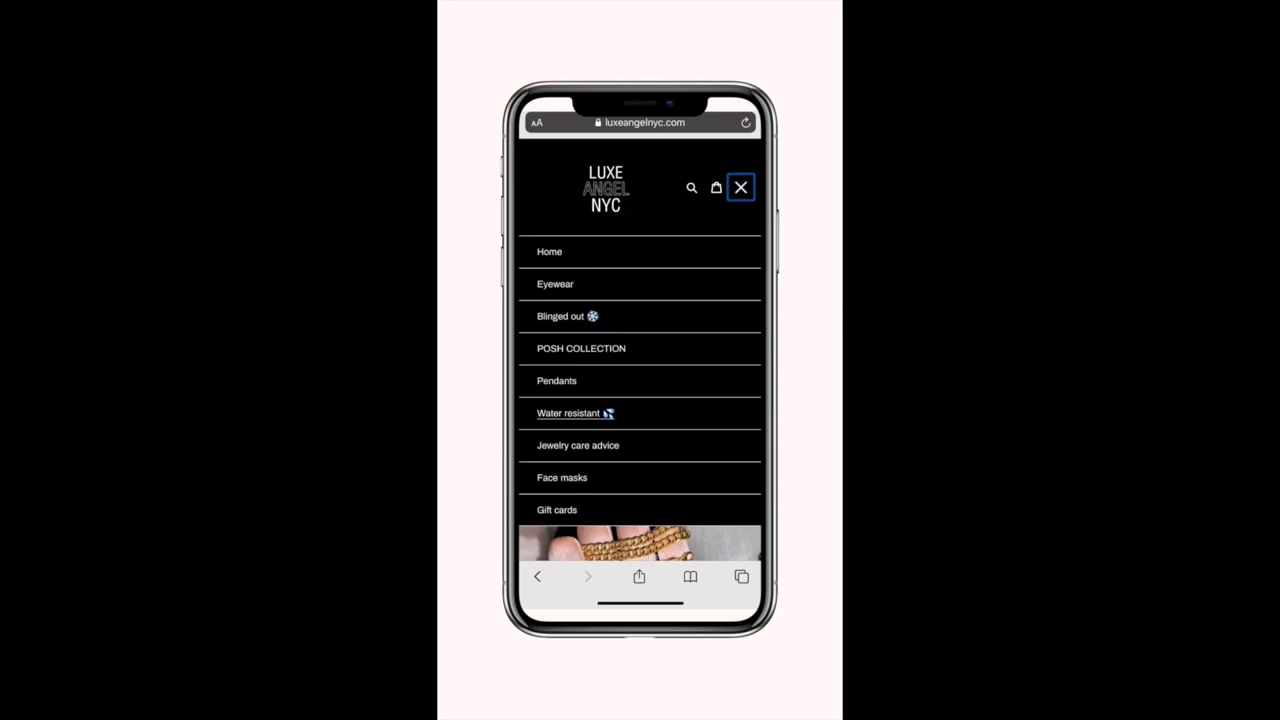 AA luxeangelnyc.com
LUXE
ANGEL
NYC
Home
Eyewear
Blinged out ❄️
POSH COLLECTION
Pendants
Water resistant 💦
Jewelry care advice
Face masks
Gift cards